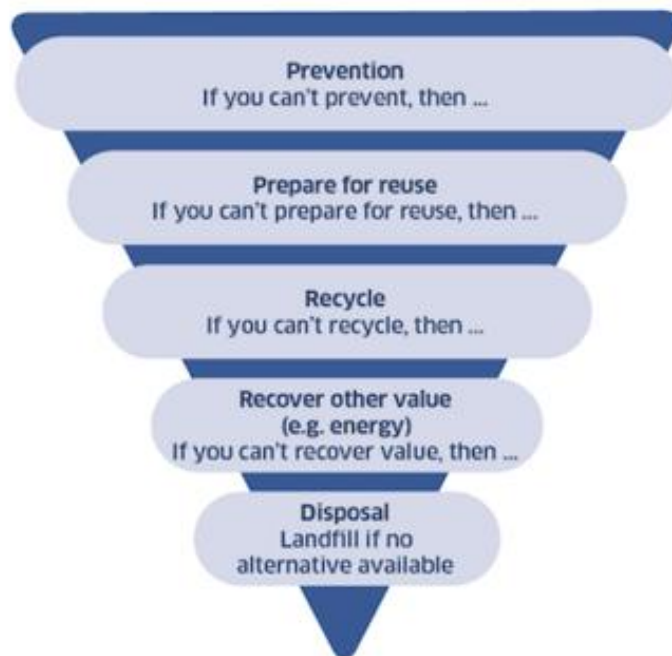 Prevention
If you can't prevent, then ...
Prepare for reuse
If you can't prepare for reuse, then ...
Recycle
If you can't recycle, then ...
Recover other value
(e.g. energy)
If you can't recover value, then ...
Disposal
Landfill if no
alternative available